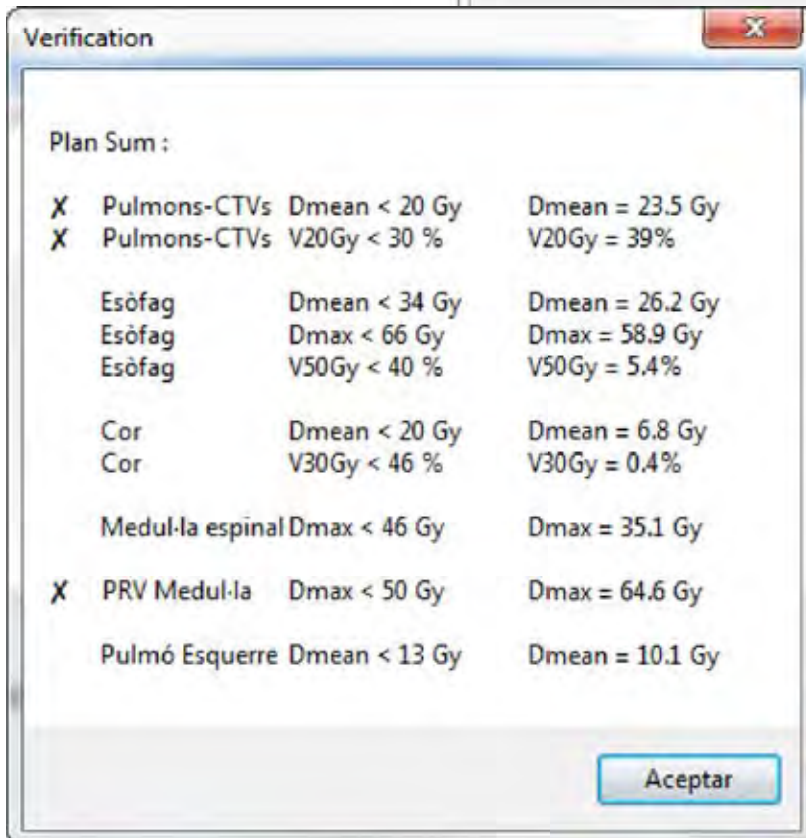 Verification
Plan Sum :
✗ Pulmons-CTVs Dmean < 20 Gy Dmean = 23.5 Gy
✗ Pulmons-CTVs V20Gy < 30 % V20Gy = 39%
Esòfag Dmean < 34 Gy Dmean = 26.2 Gy
Esòfag Dmax < 66 Gy Dmax = 58.9 Gy
Esòfag V50Gy < 40 % V50Gy = 5.4%
Cor Dmean < 20 Gy Dmean = 6.8 Gy
Cor V30Gy < 46 % V30Gy = 0.4%
Medul·la espinal Dmax < 46 Gy Dmax = 35.1 Gy
✗ PRV Medul·la Dmax < 50 Gy Dmax = 64.6 Gy
Pulmó Esquerre Dmean < 13 Gy Dmean = 10.1 Gy
Aceptar